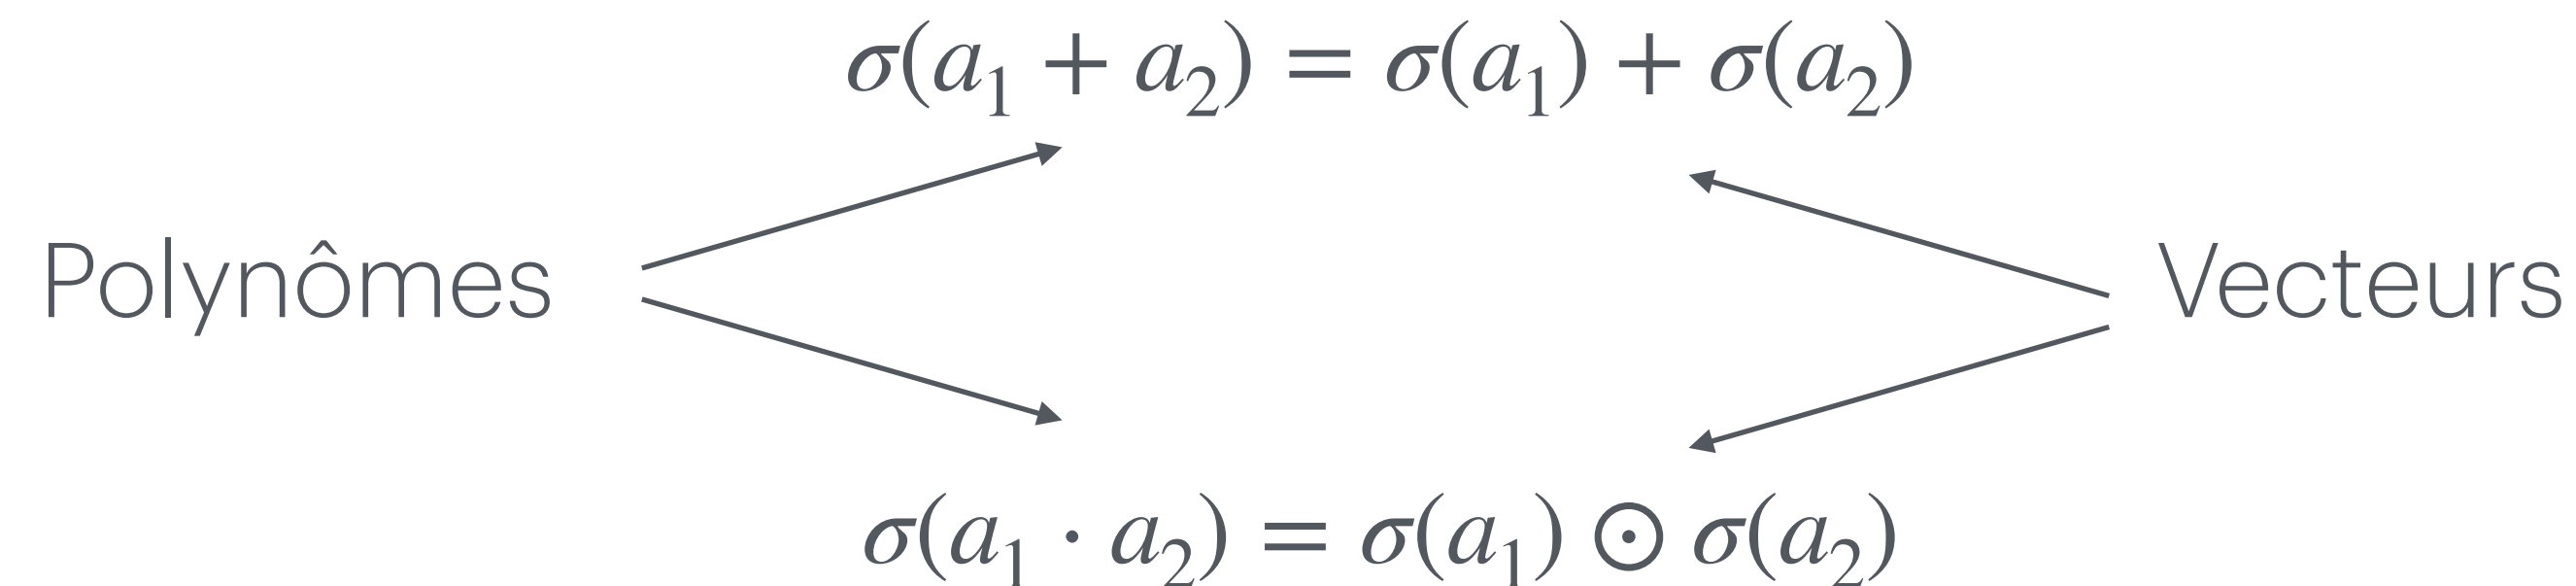 σ(a₁ + a₂) = σ(a₁) + σ(a₂)
Polynômes
Vecteurs
σ(a₁ · a₂) = σ(a₁) ⊙ σ(a₂)